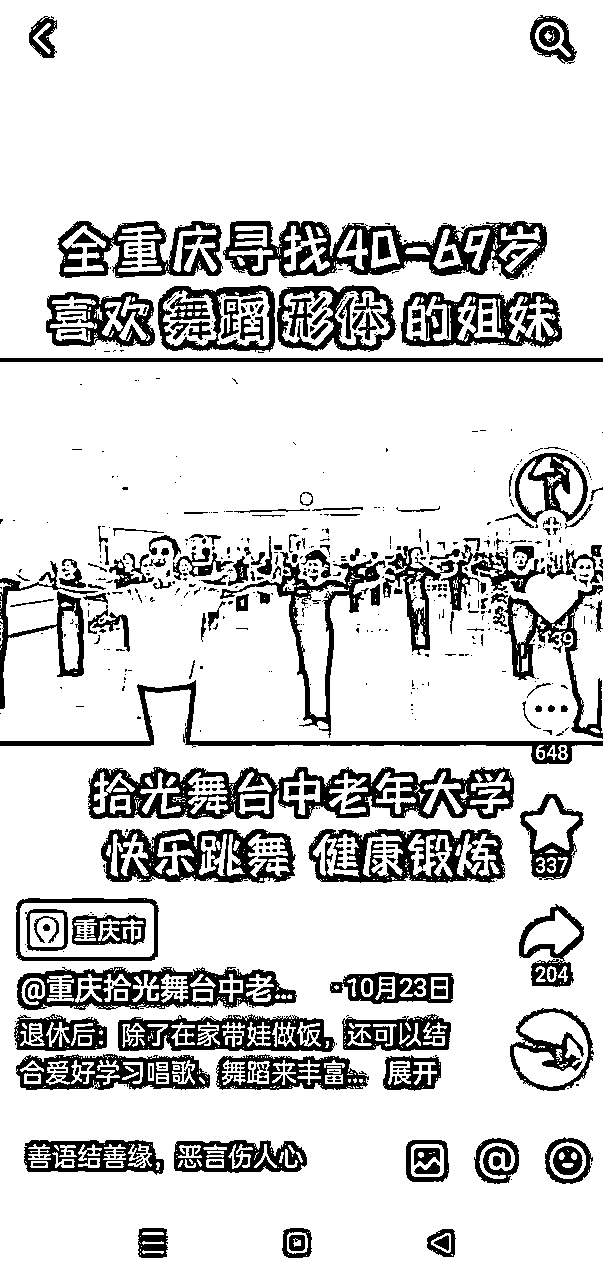 全重庆寻找40-69岁
喜欢 舞蹈 形体 的姐妹
4139
648
拾光舞台中老年大学
快乐跳舞 健康锻炼
337
重庆市
204
@重庆拾光舞台中老... ·10月23日
退休后：除了在家带娃做饭，还可以结
合爱好学习唱歌、舞蹈来丰富... 展开
善语结善缘，恶言伤人心